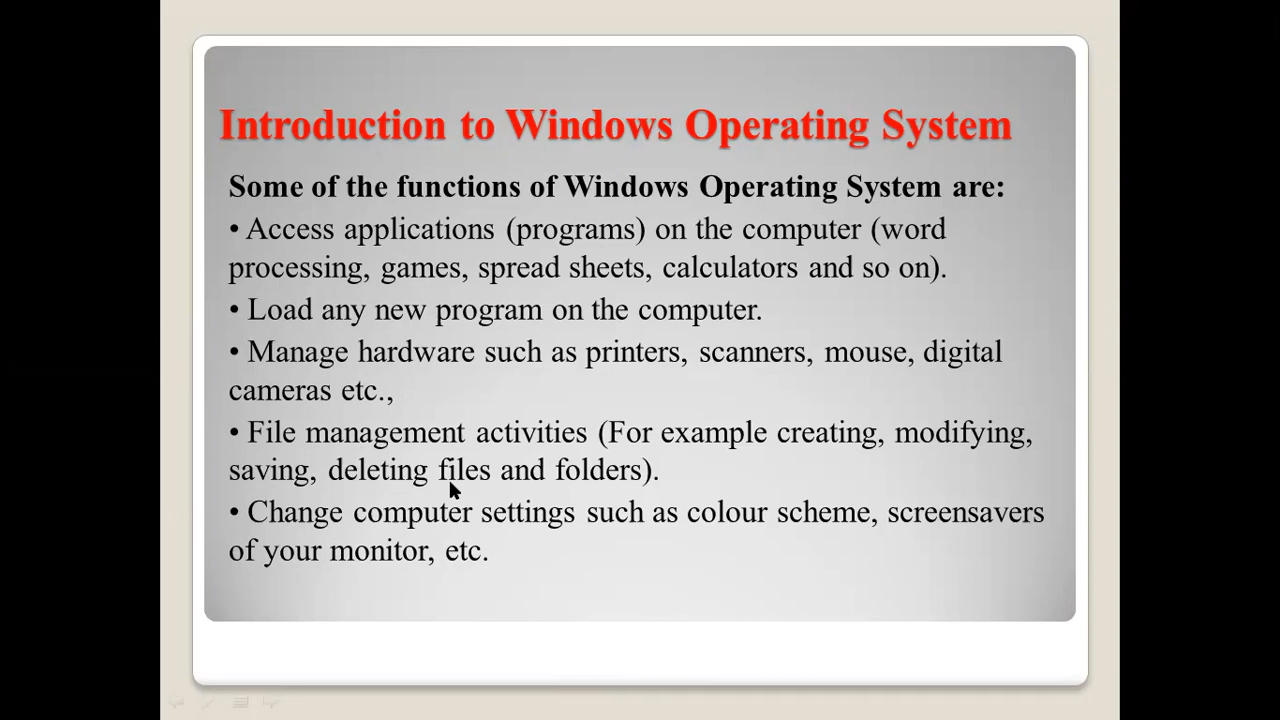 Introduction to Windows Operating System
Some of the functions of Windows Operating System are:
• Access applications (programs) on the computer (word
processing, games, spread sheets, calculators and so on).
• Load any new program on the computer.
• Manage hardware such as printers, scanners, mouse, digital
cameras etc.,
• File management activities (For example creating, modifying,
saving, deleting files and folders).
• Change computer settings such as colour scheme, screensavers
of your monitor, etc.